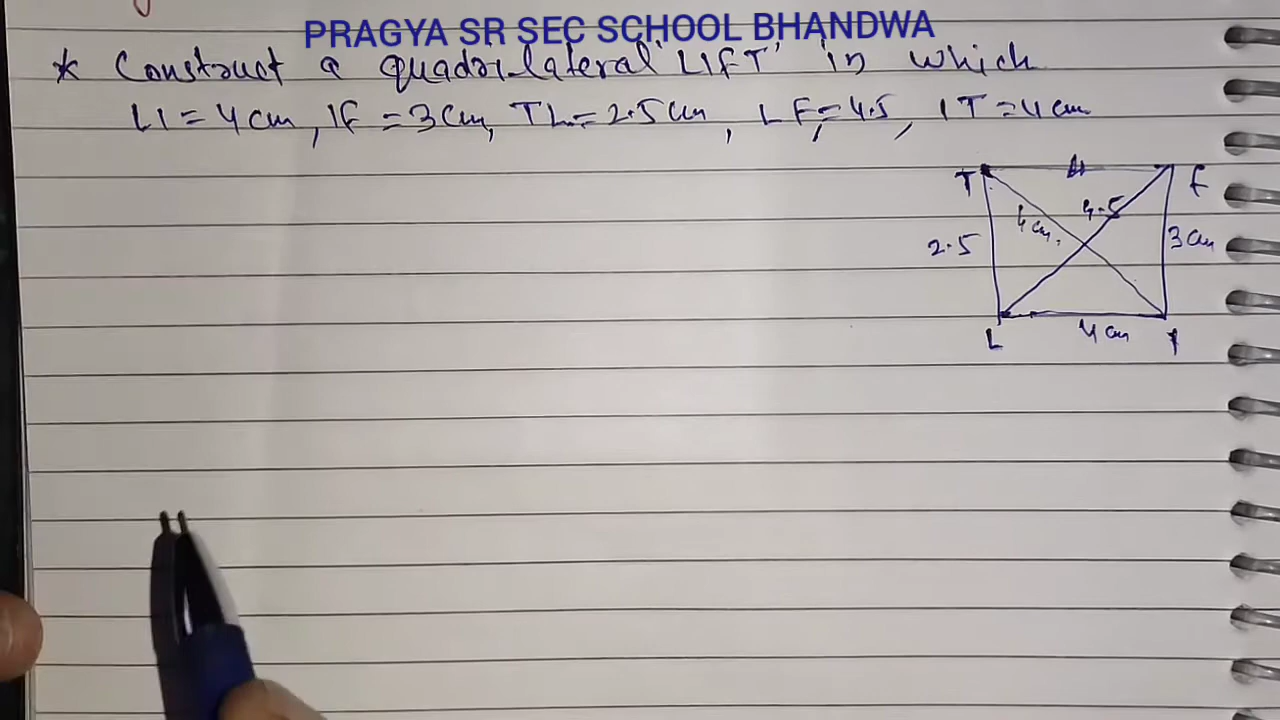 PRAGYA SR SEC SCHOOL BHANDWA
* Construct a quadrilateral 'LIFT' in which
LI = 4 cm, IF = 3 cm, TL = 2.5 cm, LF = 4.5, IT = 4 cm
T F
4 cm. 4.5
2.5 3 cm
4 cm
L I